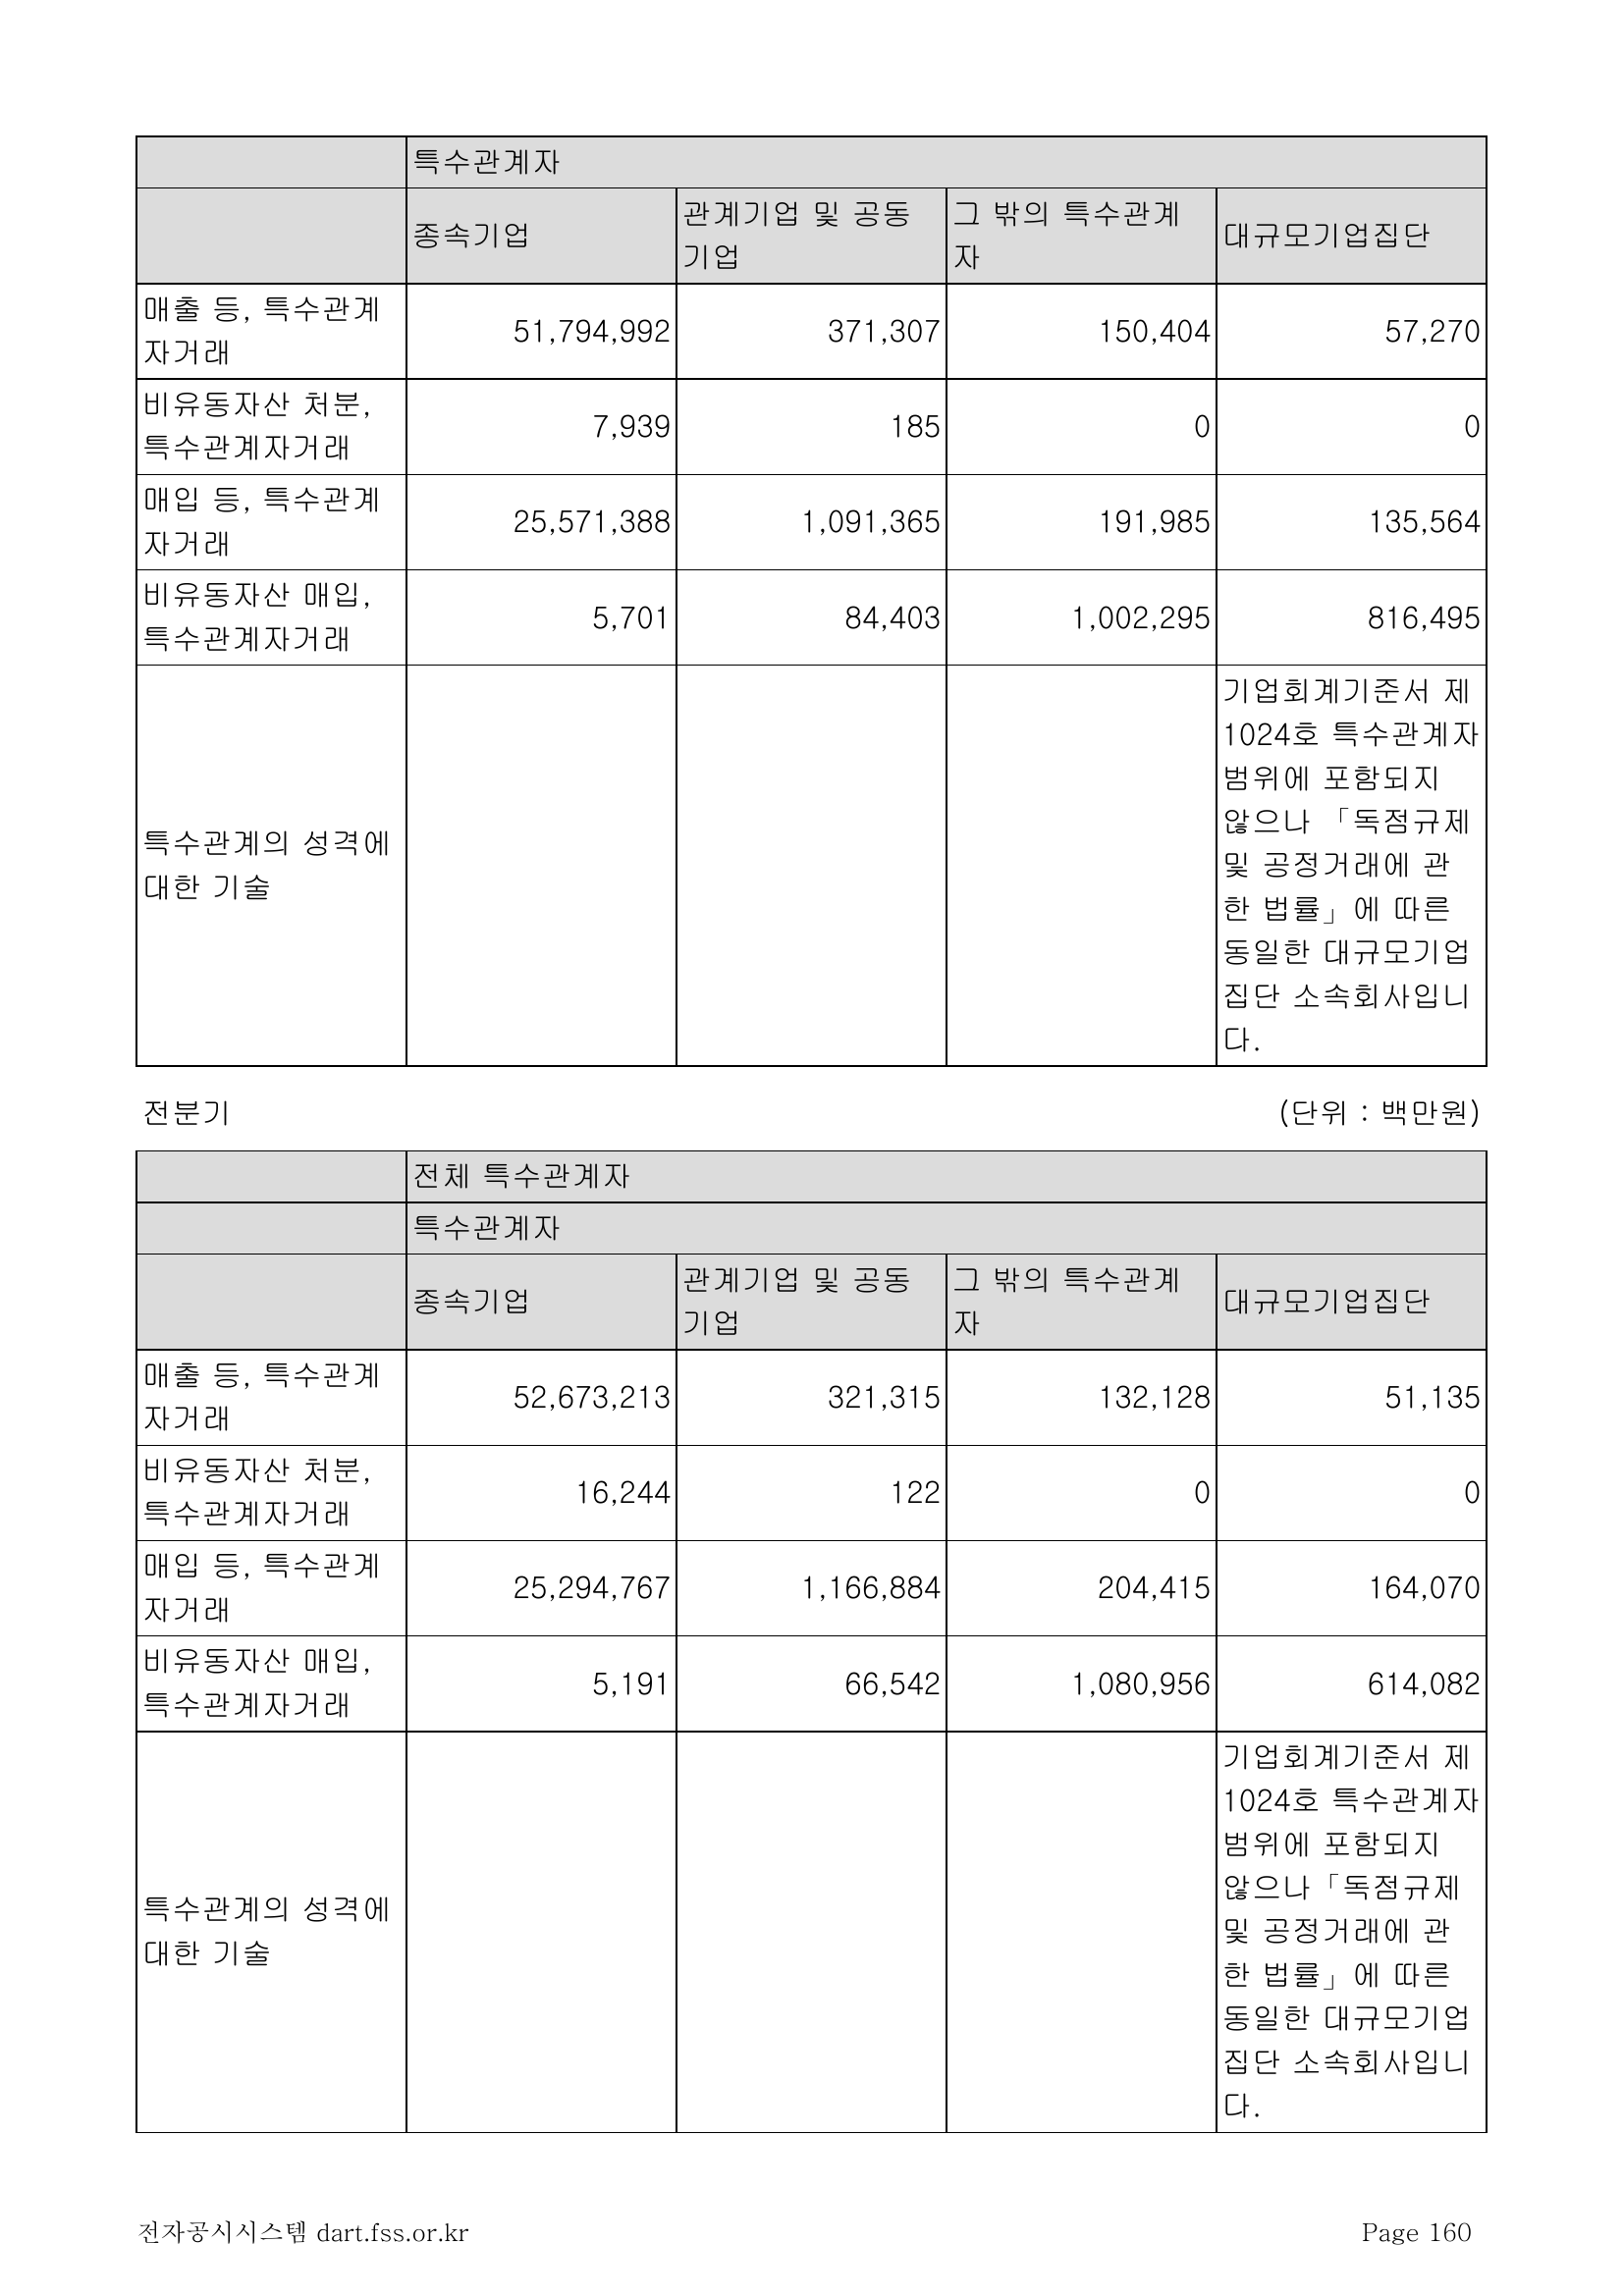 특수관계자
종속기업
관계기업 및 공동
기업
그 밖의 특수관계
자
대규모기업집단
매출 등, 특수관계
자거래
51,794,992
371,307
150,404
57,270
비유동자산 처분,
특수관계자거래
7,939
185
0
0
매입 등, 특수관계
자거래
25,571,388
1,091,365
191,985
135,564
비유동자산 매입,
특수관계자거래
5,701
84,403
1,002,295
816,495
특수관계의 성격에
대한 기술
기업회계기준서 제
1024호 특수관계자
범위에 포함되지
않으나 「독점규제
및 공정거래에 관
한 법률」에 따른
동일한 대규모기업
집단 소속회사입니
다.
전분기
(단위 : 백만원)
전체 특수관계자
특수관계자
종속기업
관계기업 및 공동
기업
그 밖의 특수관계
자
대규모기업집단
매출 등, 특수관계
자거래
52,673,213
321,315
132,128
51,135
비유동자산 처분,
특수관계자거래
16,244
122
0
0
매입 등, 특수관계
자거래
25,294,767
1,166,884
204,415
164,070
비유동자산 매입,
특수관계자거래
5,191
66,542
1,080,956
614,082
특수관계의 성격에
대한 기술
기업회계기준서 제
1024호 특수관계자
범위에 포함되지
않으나「독점규제
및 공정거래에 관
한 법률」에 따른
동일한 대규모기업
집단 소속회사입니
다.
전자공시시스템 dart.fss.or.kr
Page 160